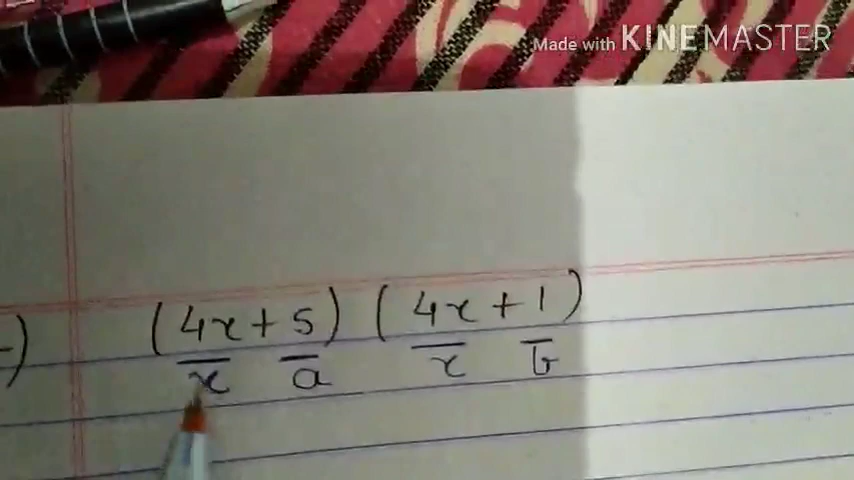 Made with KINEMASTER
-) (4x + 5) (4x + 1)
x a x b